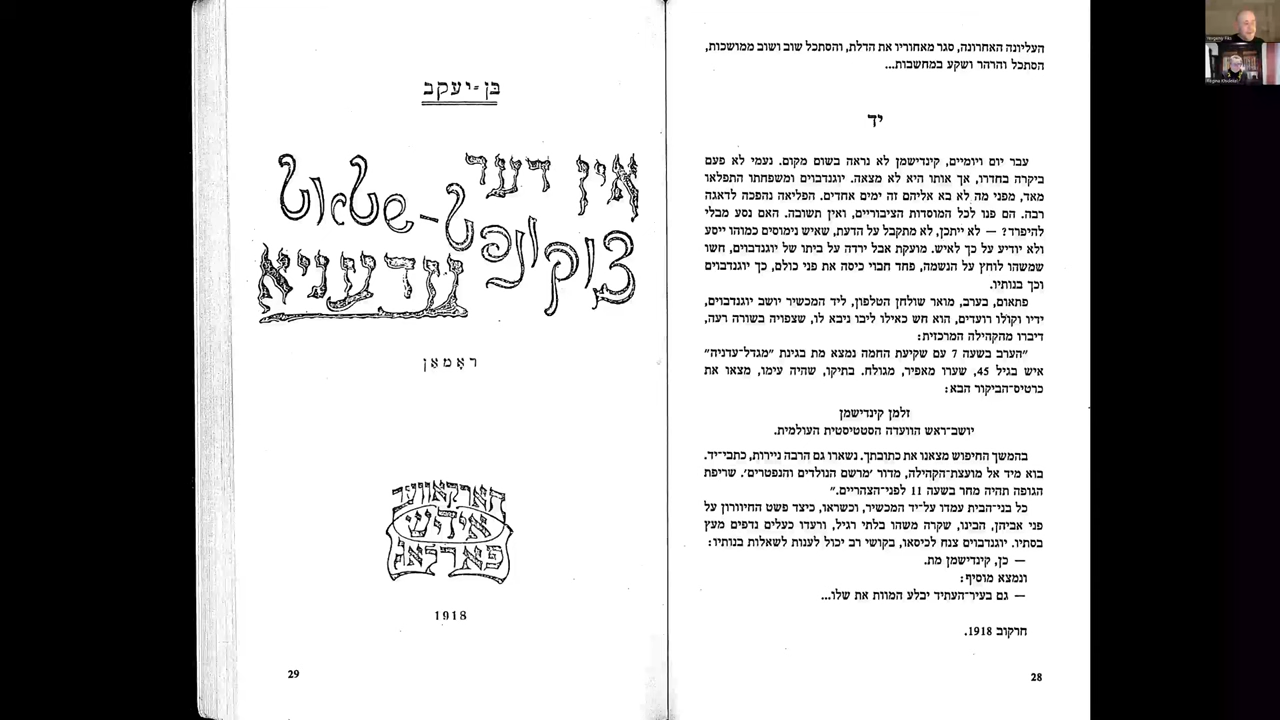 העליונה האחרונה, סגר מאחוריו את הדלת, והסתכל שוב ושוב ממושכות,
הסתכל והרהר ושקע במחשבות...
יד
עבר יום ויומיים, קינדישמן לא נראה בשום מקום. נעמי לא פעם
ביקרה בחדרו, אך אותו היא לא מצאה. יוגנדבוים ומשפחתו התפלאו
מאד, מפני מה לא בא אליהם זה ימים אחדים. הפליאה נהפכה לדאגה
רבה. הם פנו לכל המוסדות הציבוריים, ואין תשובה. האם נסע מבלי
להיפרד? — לא ייתכן, לא מתקבל על הדעת, שאיש נימוסים כמוהו ייסע
ולא יודיע על כך לאיש. מועקת אבל ירדה על ביתו של יוגנדבוים, חשו
שמשהו לוחץ על הנשמה, פחד חבוי כיסה את פני כולם, כך יוגנדבוים
וכך בנותיו.
פתאום, בערב, מואר שולחן הטלפון, ליד המכשיר יושב יוגנדבוים,
ידיו וקולו רועדים, הוא חש כאילו ליבו ניבא לו, שצפויה בשורה רעה,
דיברו מהקהילה המרכזית:
״הערב בשעה 7 עם שקיעת החמה נמצא מת בגינת ״מגדל־עדניה״
איש בגיל 45, שערו מאפיר, מגולח. בתיקו, שהיה עימו, מצאו את
כרטיס־הביקור הבא:
זלמן קינדישמן
יושב־ראש הוועדה הסטטיסטית העולמית.
בהמשך החיפוש מצאנו את כתובתך. נשארו גם הרבה ניירות, כתבי־יד.
בוא מיד אל מועצת־הקהילה, מדור ׳מרשם הנולדים והנפטרים׳. שריפת
הגופה תהיה מחר בשעה 11 לפני־הצהריים.״
כל בני־הבית עמדו על־יד המכשיר, וכשראו, כיצד פשט החיוורון על
פני אביהן, הבינו, שקרה משהו בלתי רגיל, ורעדו כעלים נדפים מעץ
בסתיו. יוגנדבוים צנח לכיסאו, בקושי רב יכול לענות לשאלות בנותיו:
— כן, קינדישמן מת.
ונמצא מוסיף:
— גם בעיר־העתיד יבלע המוות את שלו...
חרקוב 1918.
28
בן=יעקב
אין דער
צוקונפט–שטאט
עדעניא
ראָמאַן
כארקאווער
אידיש
פארלאג
1918
29